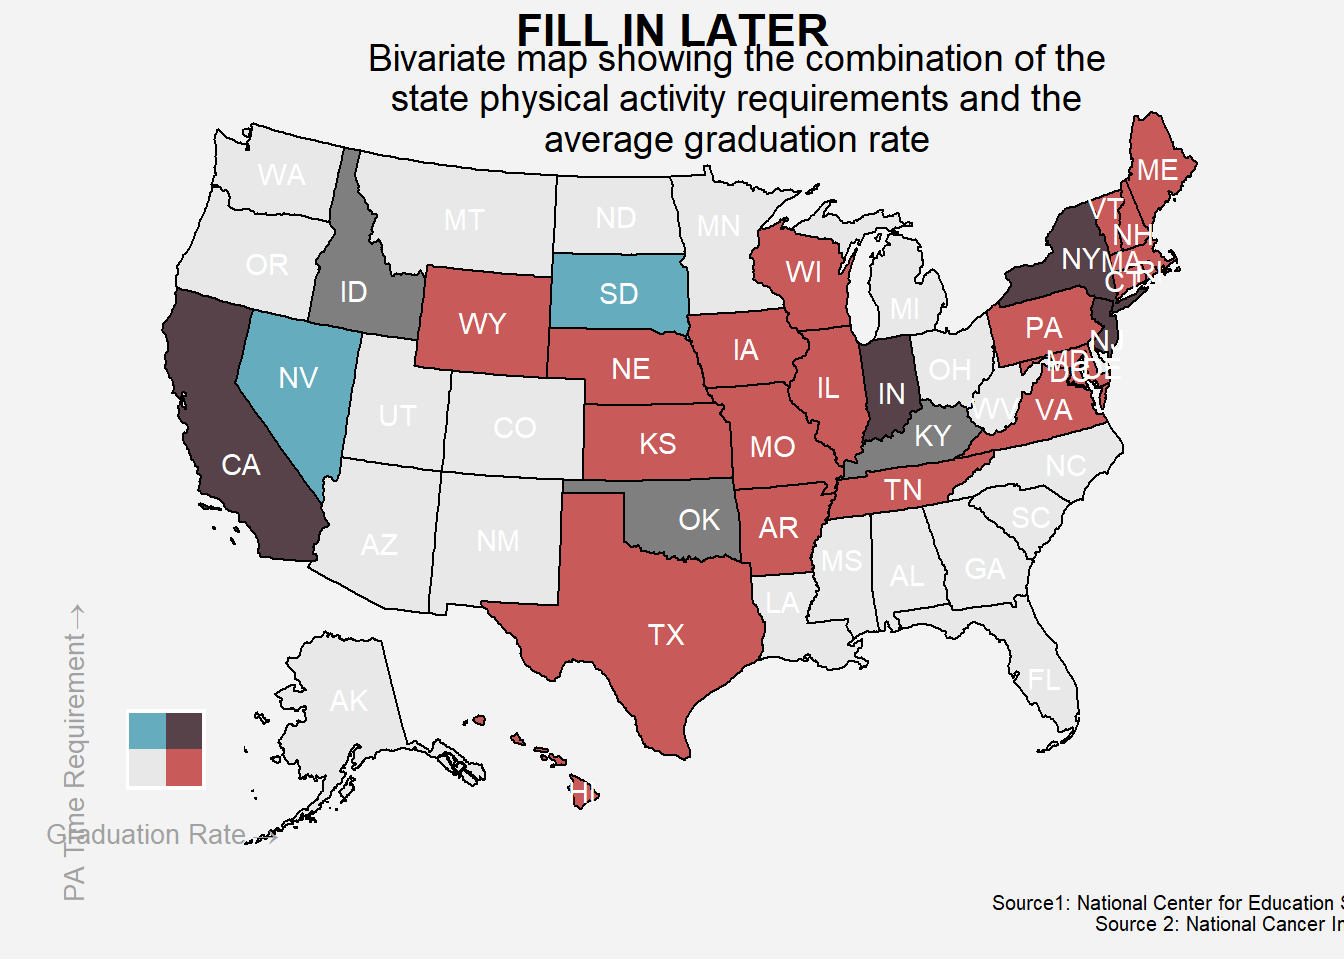 FILL IN LATER
Bivariate map showing the combination of the
state physical activity requirements and the
average graduation rate
WA
MT
ND
MN
ME
VT
NH
OR
ID
SD
WI
MI
NY
MA
RI
CT
WY
NV
NE
IA
IL
IN
OH
PA
NJ
MD
DC
DE
UT
CO
KS
MO
KY
WV
VA
CA
AZ
NM
OK
AR
TN
NC
SC
TX
LA
MS
AL
GA
FL
AK
HI
PA Time Requirement→
Graduation Rate →
Source1: National Center for Education S
Source 2: National Cancer In